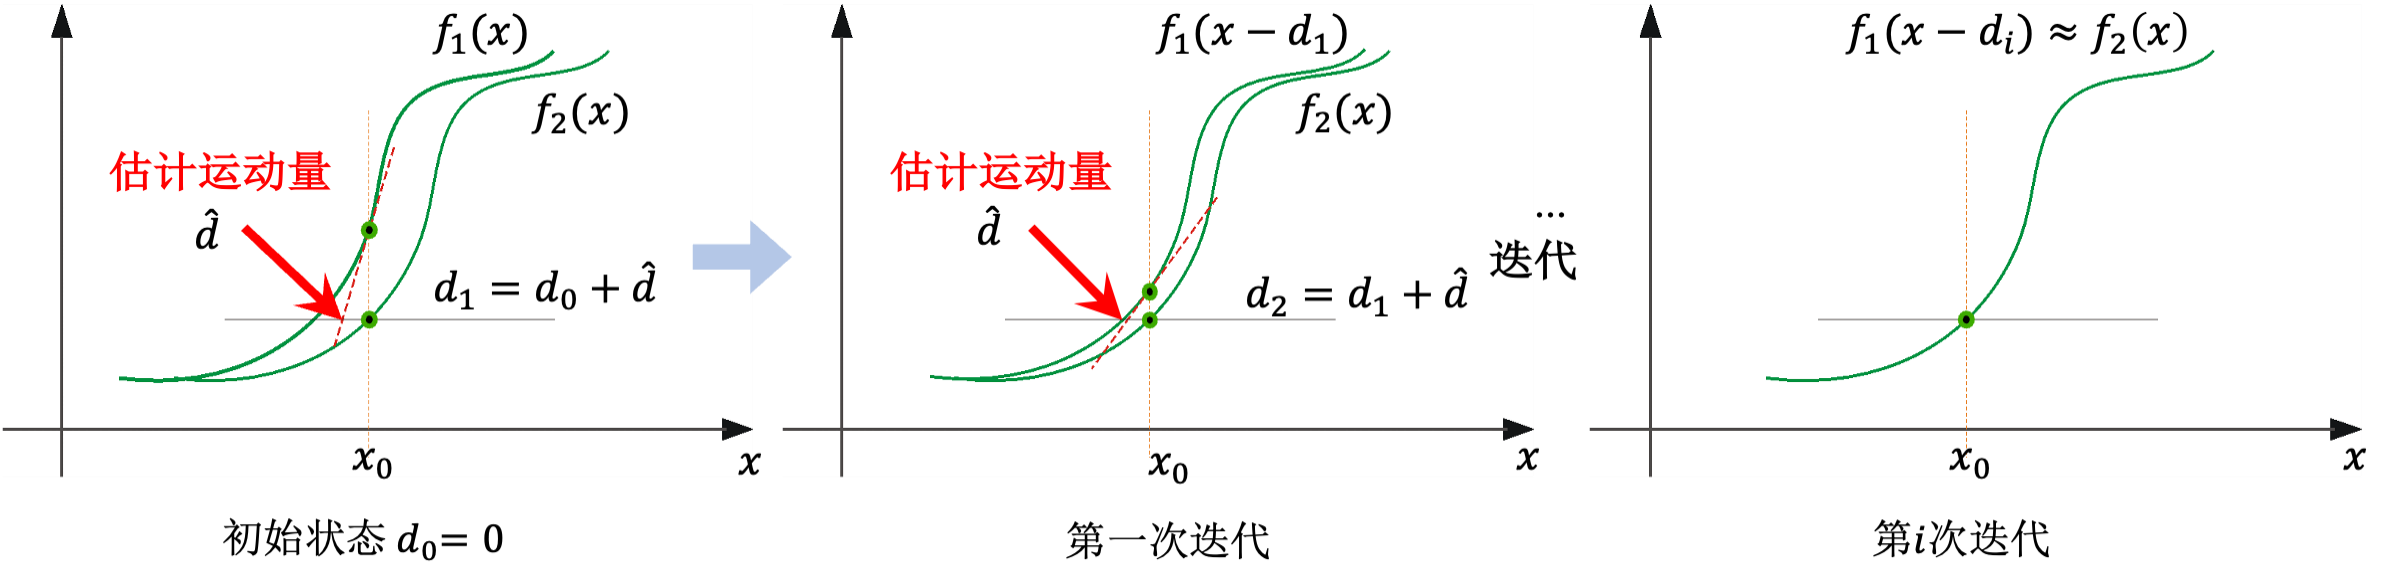 f₁(x)
f₂(x)
估计运动量
d̂
d₁ = d₀ + d̂
x₀
x
初始状态 d₀= 0
f₁(x − d₁)
f₂(x)
估计运动量
d̂
d₂ = d₁ + d̂
x₀
x
第一次迭代
...
迭代
f₁(x − dᵢ) ≈ f₂(x)
x₀
x
第i次迭代